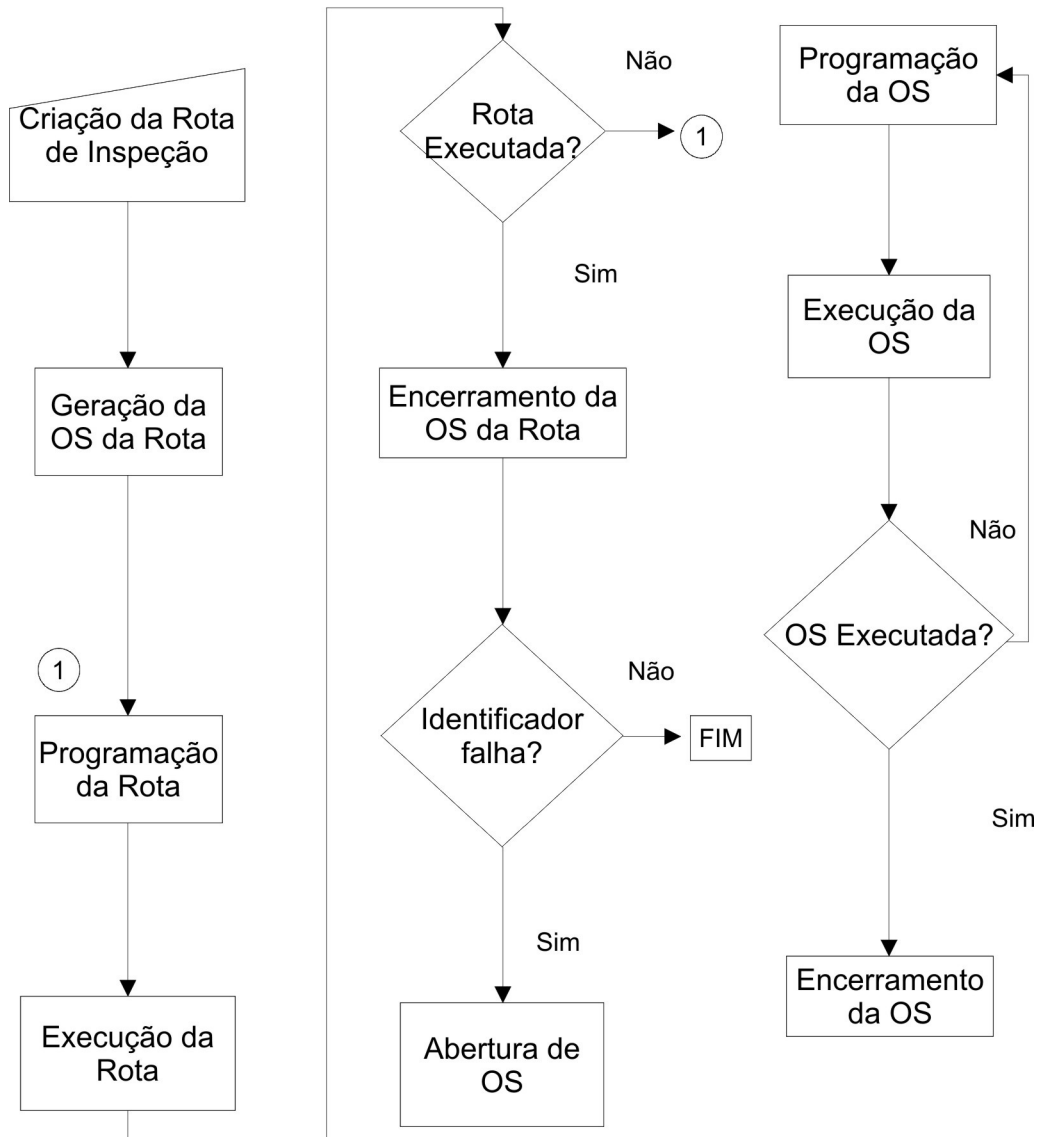 Criação da Rota
de Inspeção
Geração da
OS da Rota
1
Programação
da Rota
Execução da
Rota
Rota
Executada?
Não
1
Sim
Encerramento da
OS da Rota
Identificador
falha?
Não
FIM
Sim
Abertura de
OS
Programação
da OS
Execução da
OS
OS Executada?
Não
Sim
Encerramento
da OS